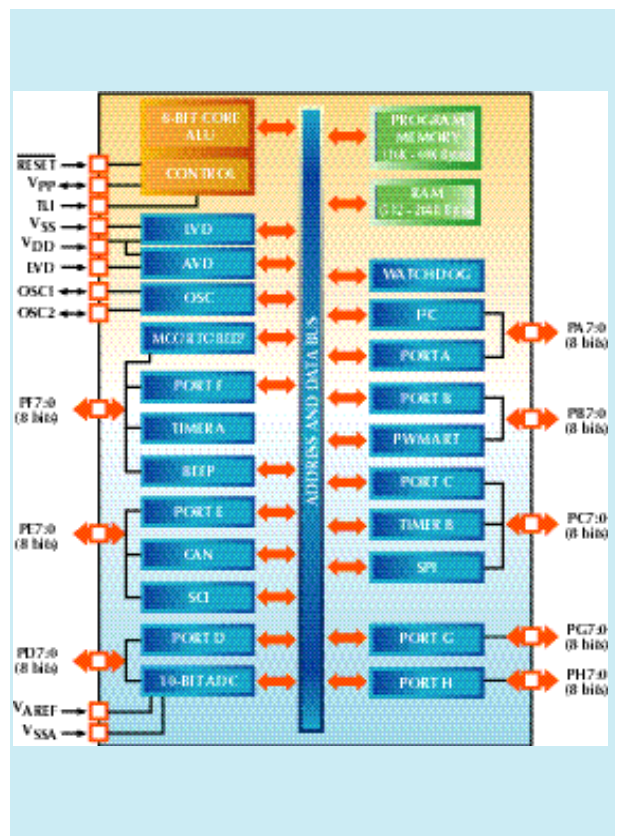 8-BIT CORE
ALU
CONTROL
RESET
VPP
TLI
VSS
VDD
EVD
OSC1
OSC2
LVD
AVD
OSC
PORT F
TIMER A
BEEP
PF7:0
(8 bits)
PORT E
CAN
SCI
PE7:0
(8 bits)
PORT D
10-BIT ADC
PD7:0
(8 bits)
VAREF
VSSA
ADDRESS AND DATA BUS
PROGRAM
MEMORY
RAM
WATCHDOG
I²C
PORT A
PA7:0
(8 bits)
PORT B
PWMART
PB7:0
(8 bits)
PORT C
TIMER B
SPI
PC7:0
(8 bits)
PORT G
PG7:0
(8 bits)
PORT H
PH7:0
(8 bits)